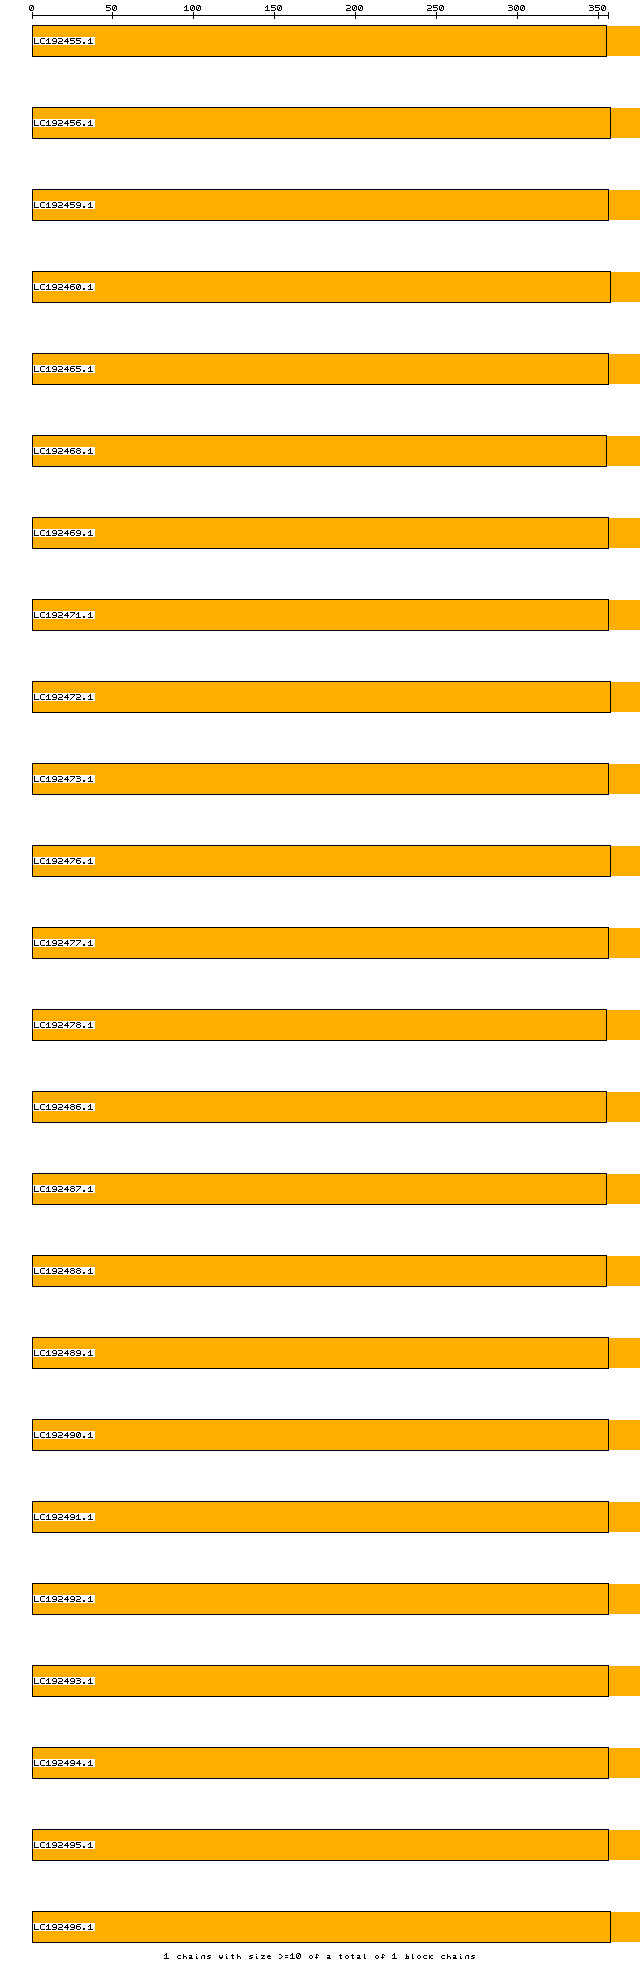 0 50 100 150 200 250 300 350
LC192455.1
LC192456.1
LC192459.1
LC192460.1
LC192465.1
LC192468.1
LC192469.1
LC192471.1
LC192472.1
LC192473.1
LC192476.1
LC192477.1
LC192478.1
LC192486.1
LC192487.1
LC192488.1
LC192489.1
LC192490.1
LC192491.1
LC192492.1
LC192493.1
LC192494.1
LC192495.1
LC192496.1
1 chains with size >=10 of a total of 1 block chains